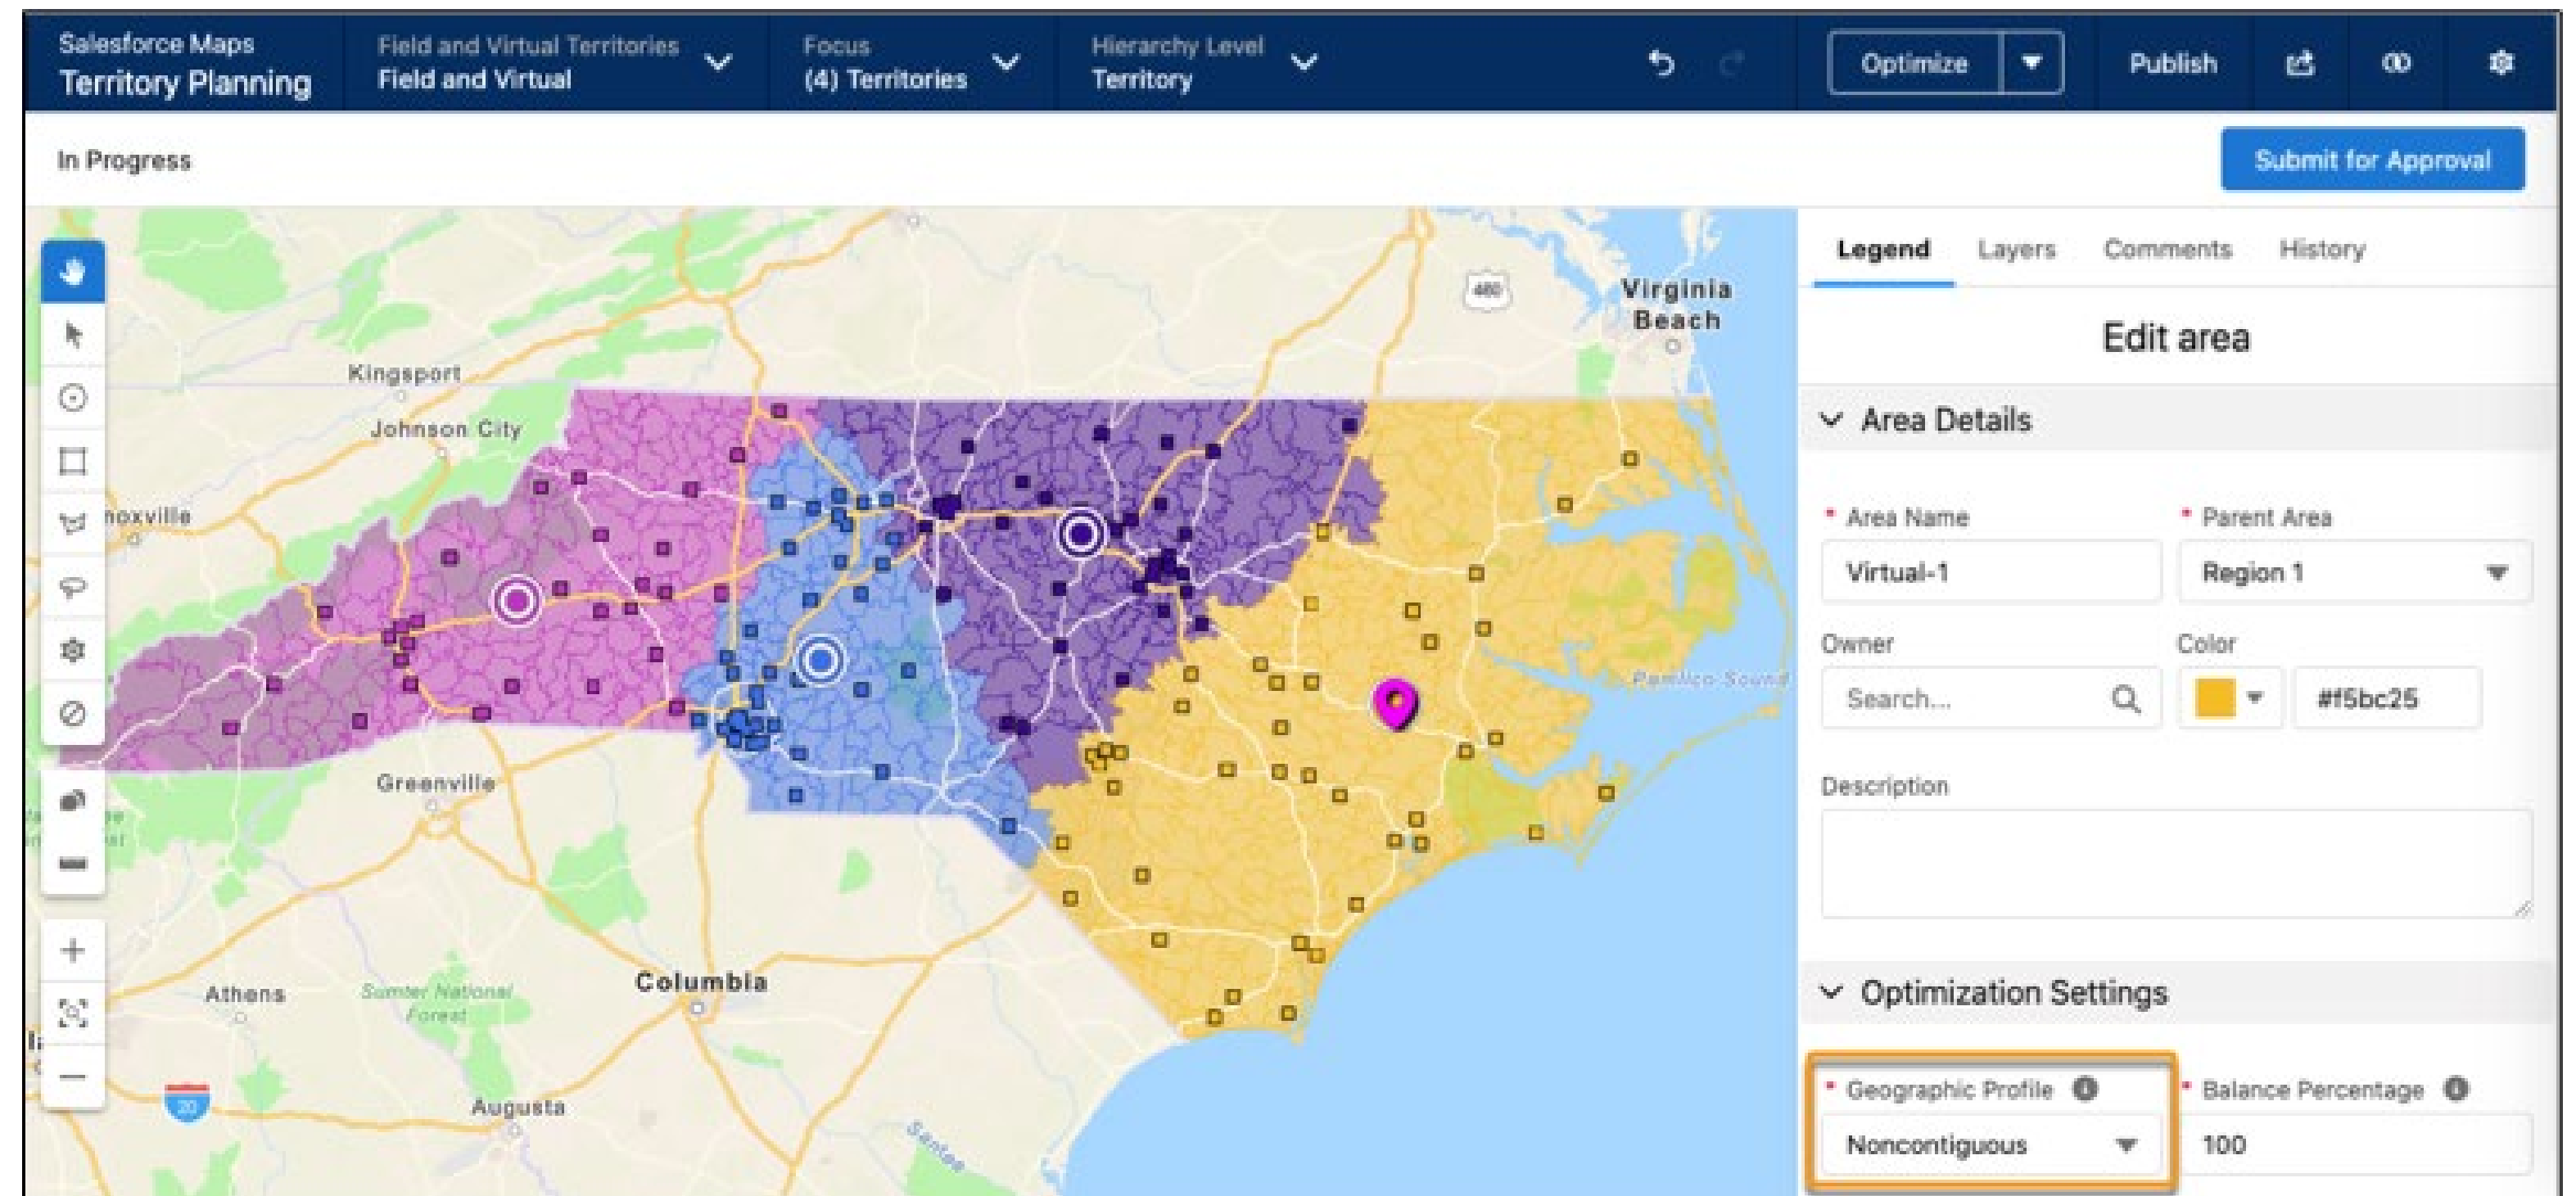 Salesforce Maps
Territory Planning
Field and Virtual Territories
Field and Virtual
Focus
(4) Territories
Hierarchy Level
Territory
Optimize
Publish
In Progress
Submit for Approval
Legend
Layers
Comments
History
Edit area
Area Details
* Area Name
* Parent Area
Virtual-1
Region 1
Owner
Color
Search...
#f5bc25
Description
Optimization Settings
* Geographic Profile
* Balance Percentage
Noncontiguous
100
460
Virginia
Beach
Kingsport
Johnson City
noxville
Pamlico Sound
Greenville
Columbia
Athens
Sumter National
Forest
20
Augusta
Santee